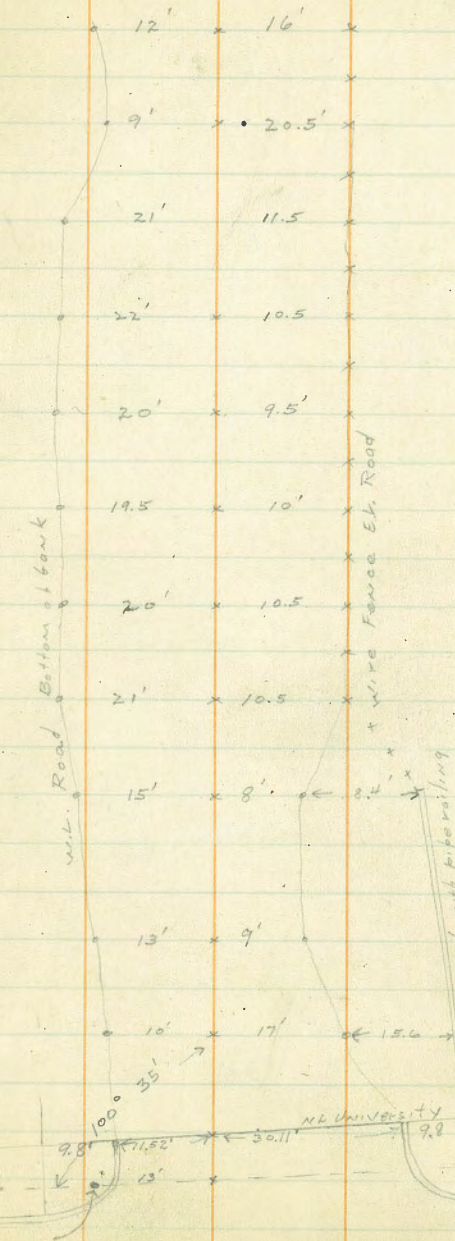 12' 16'
9' 20.5'
21' 11.5
22' 10.5
20' 9.5'
19.5 10'
20' 10.5
21' 10.5
W.L. Road Bottom of bank
Wire Fence E.L. Road
15' 8' 8.4'
pipe railing
13' 9'
10' 17' 15.6
100° 35'
N.L. UNIVERSITY
9.8' 11.52' 30.11' 9.8
13'